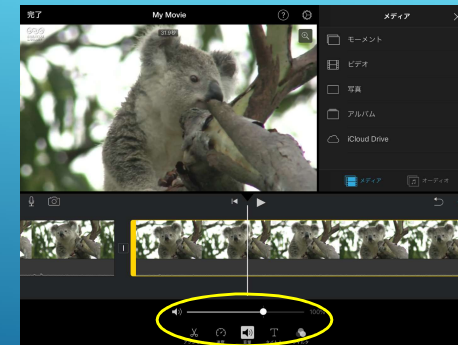 完了
My Movie
メディア
モーメント
ビデオ
写真
アルバム
iCloud Drive
メディア
オーディオ
100%